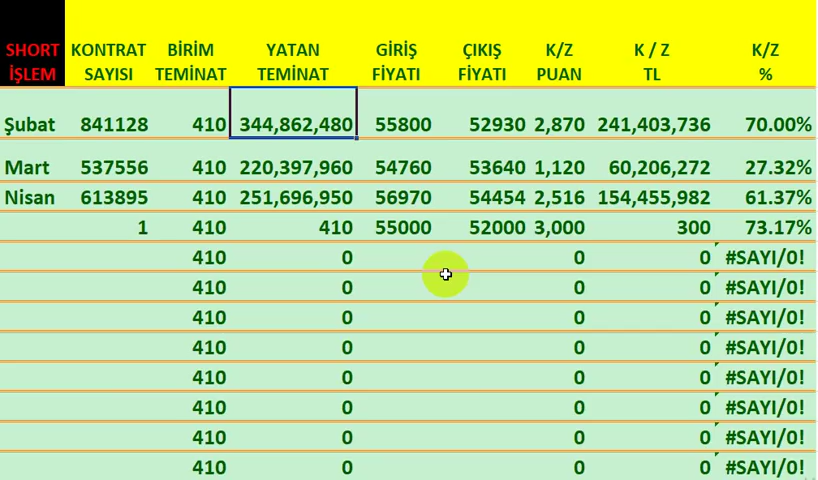 SHORT İŞLEM KONTRAT SAYISI BİRİM TEMİNAT YATAN TEMİNAT GİRİŞ FİYATI ÇIKIŞ FİYATI K/Z PUAN K / Z TL K/Z %
Şubat 841128 410 344,862,480 55800 52930 2,870 241,403,736 70.00%
Mart 537556 410 220,397,960 54760 53640 1,120 60,206,272 27.32%
Nisan 613895 410 251,696,950 56970 54454 2,516 154,455,982 61.37%
1 410 410 55000 52000 3,000 300 73.17%
410 0 0 0 #SAYI/0!
410 0 0 0 #SAYI/0!
410 0 0 0 #SAYI/0!
410 0 0 0 #SAYI/0!
410 0 0 0 #SAYI/0!
410 0 0 0 #SAYI/0!
410 0 0 0 #SAYI/0!
410 0 0 0 #SAYI/0!